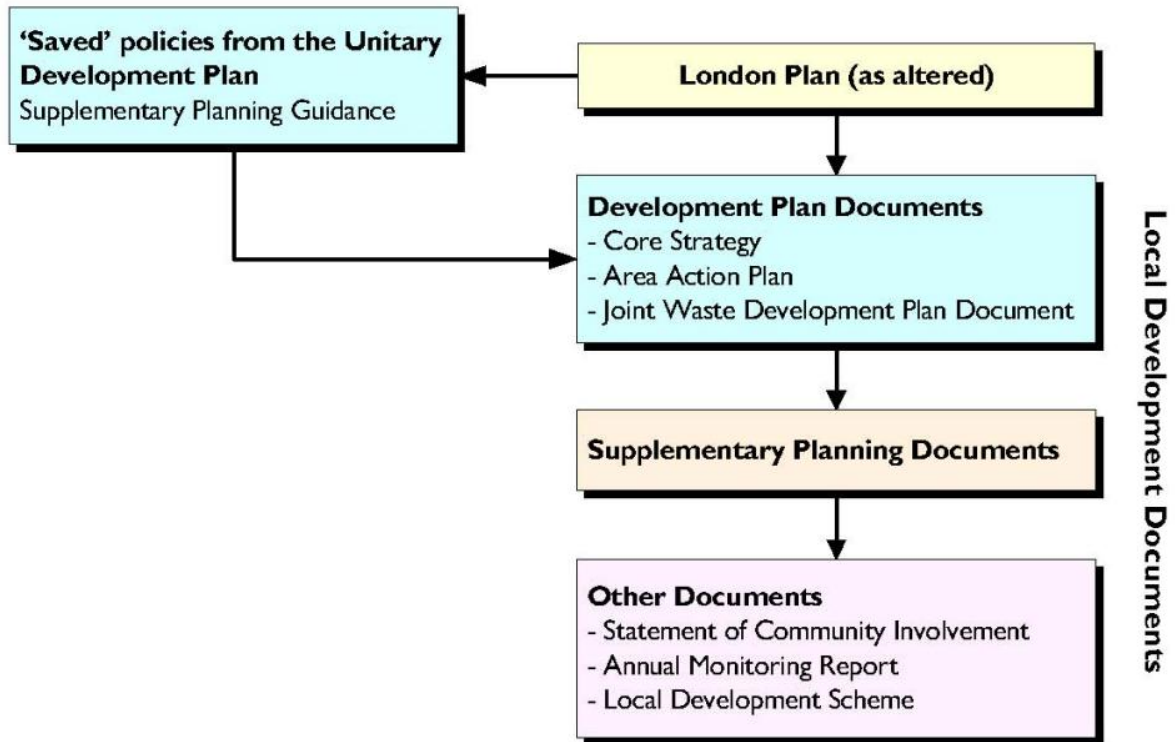 ‘Saved’ policies from the Unitary
Development Plan
Supplementary Planning Guidance
London Plan (as altered)
Development Plan Documents
- Core Strategy
- Area Action Plan
- Joint Waste Development Plan Document
Supplementary Planning Documents
Other Documents
- Statement of Community Involvement
- Annual Monitoring Report
- Local Development Scheme
Local Development Documents